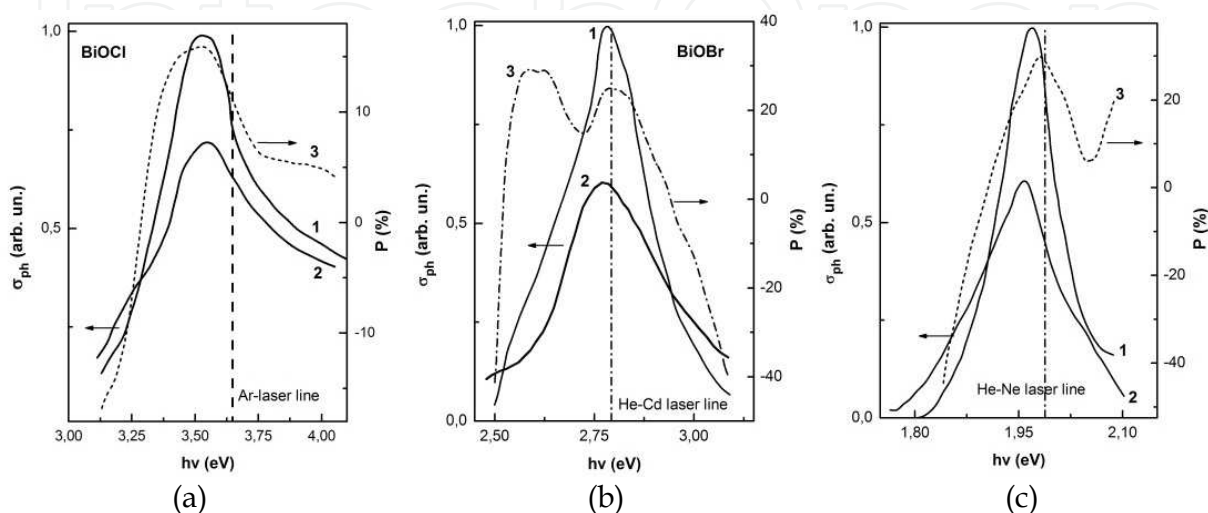 BiOCl
1,0
0,5
σph (arb. un.)
10
0
-10
P (%)
1
2
3
Ar-laser line
3,00 3,25 3,50 3,75 4,00
hν (eV)
(a)
BiOBr
1,0
0,5
0,0
σph (arb. un.)
40
20
0
-20
-40
P (%)
1
2
3
He-Cd laser line
2,50 2,75 3,00
hν (eV)
(b)
1,0
0,5
0,0
σph (arb. un.)
40
20
0
-20
-40
P (%)
1
2
3
He-Ne laser line
1,80 1,95 2,10
hν (eV)
(c)